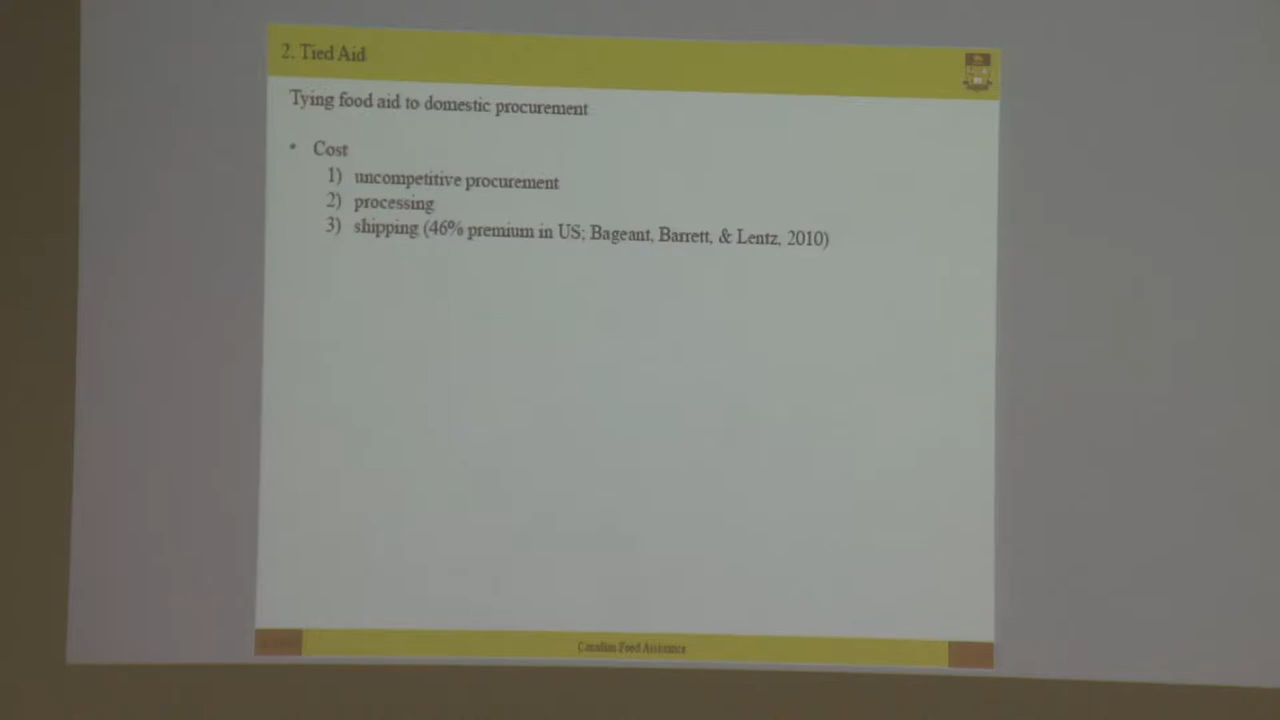 2. Tied Aid
Tying food aid to domestic procurement
• Cost
1) uncompetitive procurement
2) processing
3) shipping (46% premium in US; Bageant, Barrett, & Lentz, 2010)
Canadian Food Assistance